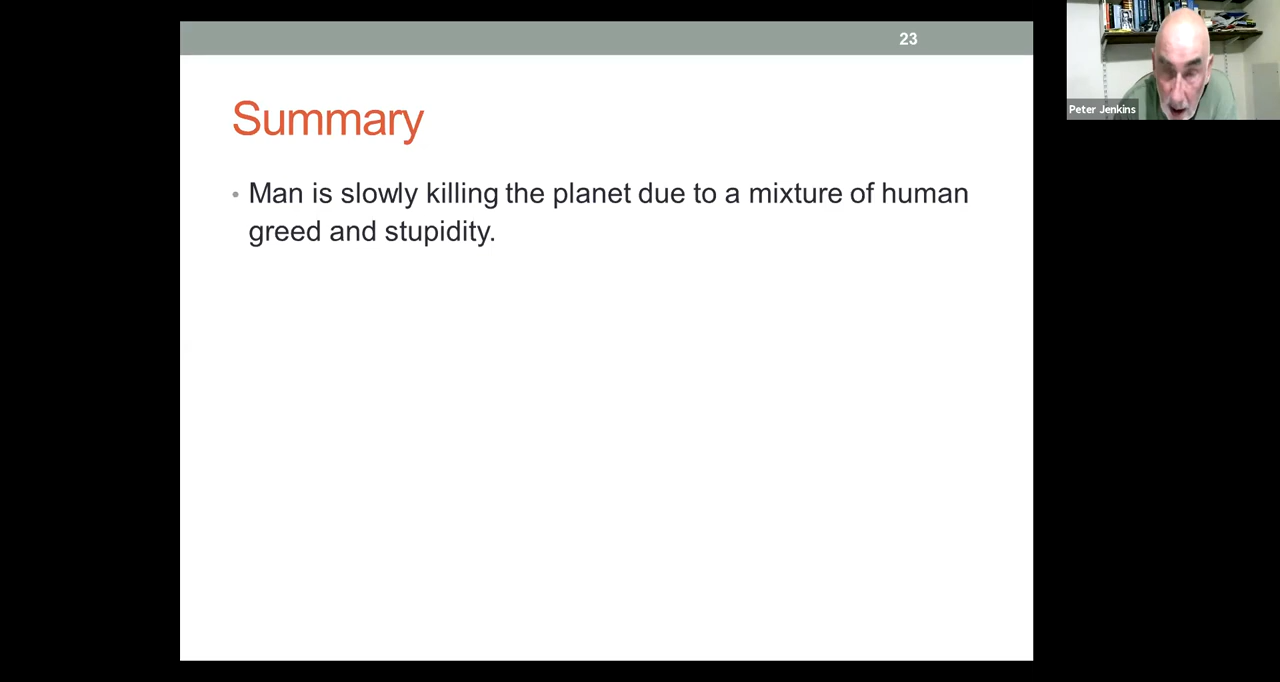 23
Peter Jenkins
Summary
• Man is slowly killing the planet due to a mixture of human
greed and stupidity.